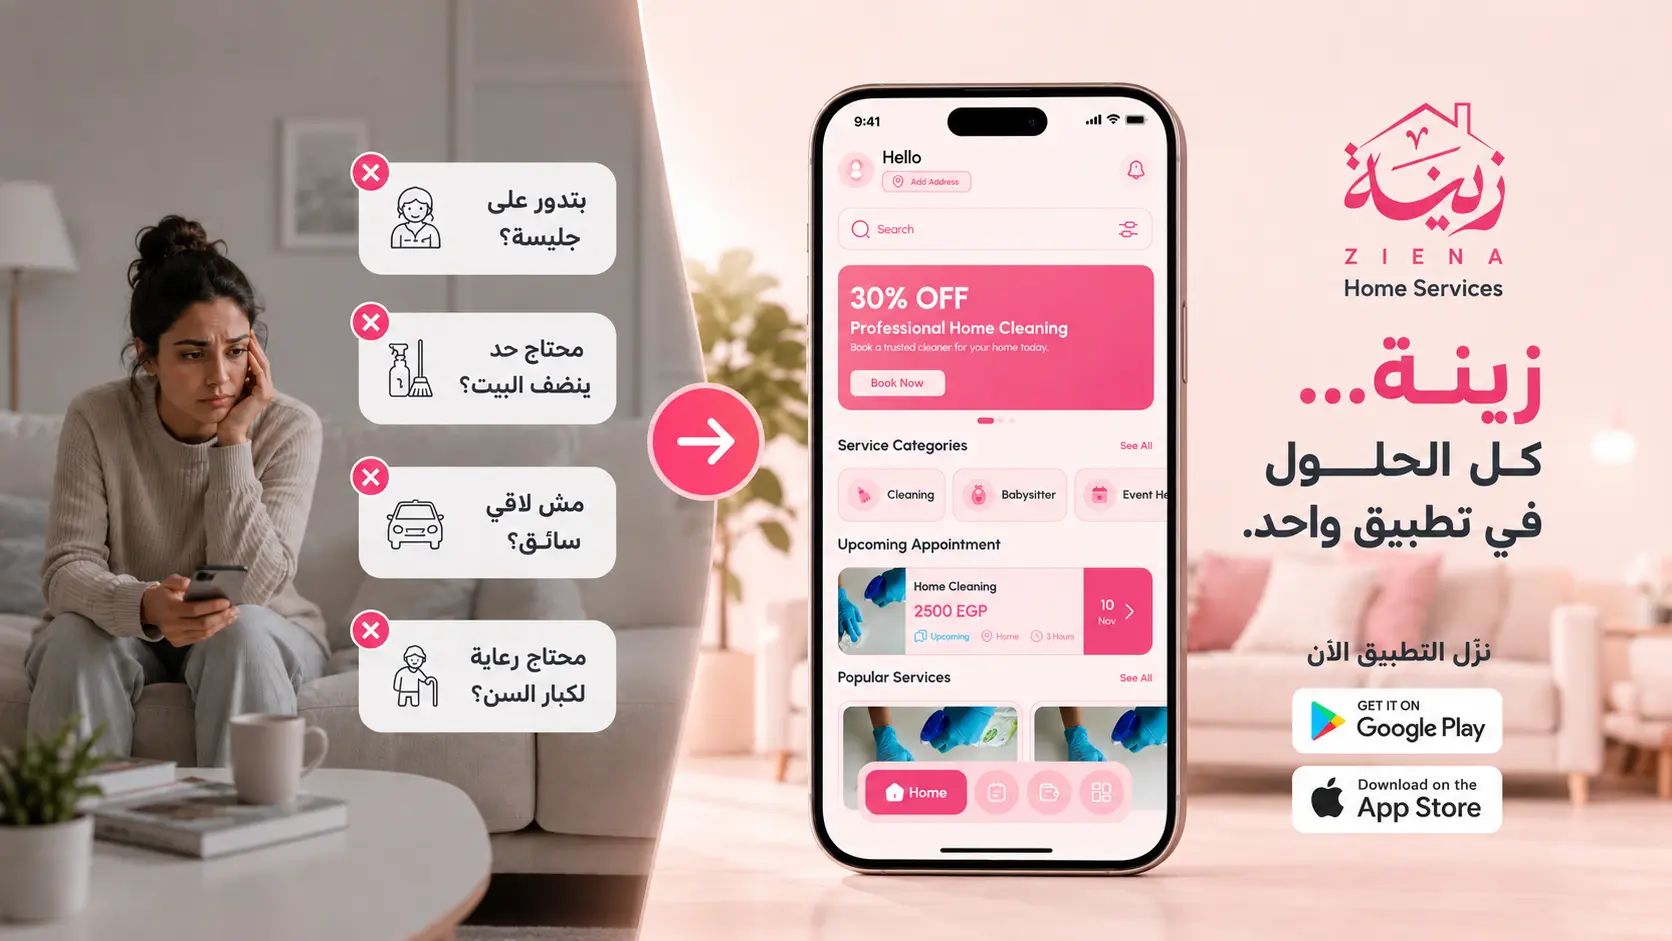 بتدور على
جليسة؟
محتاج حد
ينضف البيت؟
مش لاقي
سائق؟
محتاج رعاية
لكبار السن؟
9:41
Hello
Add Address
Search
30% OFF
Professional Home Cleaning
Book a trusted cleaner for your home today.
Book Now
Service Categories
See All
Cleaning
Babysitter
Event He
Upcoming Appointment
Home Cleaning
2500 EGP
Upcoming
Home
3 Hours
10
Nov
Popular Services
See All
Home
زينة
ZIENA
Home Services
زينة...
كل الحلول
في تطبيق واحد.
نزّل التطبيق الأن
GET IT ON
Google Play
Download on the
App Store